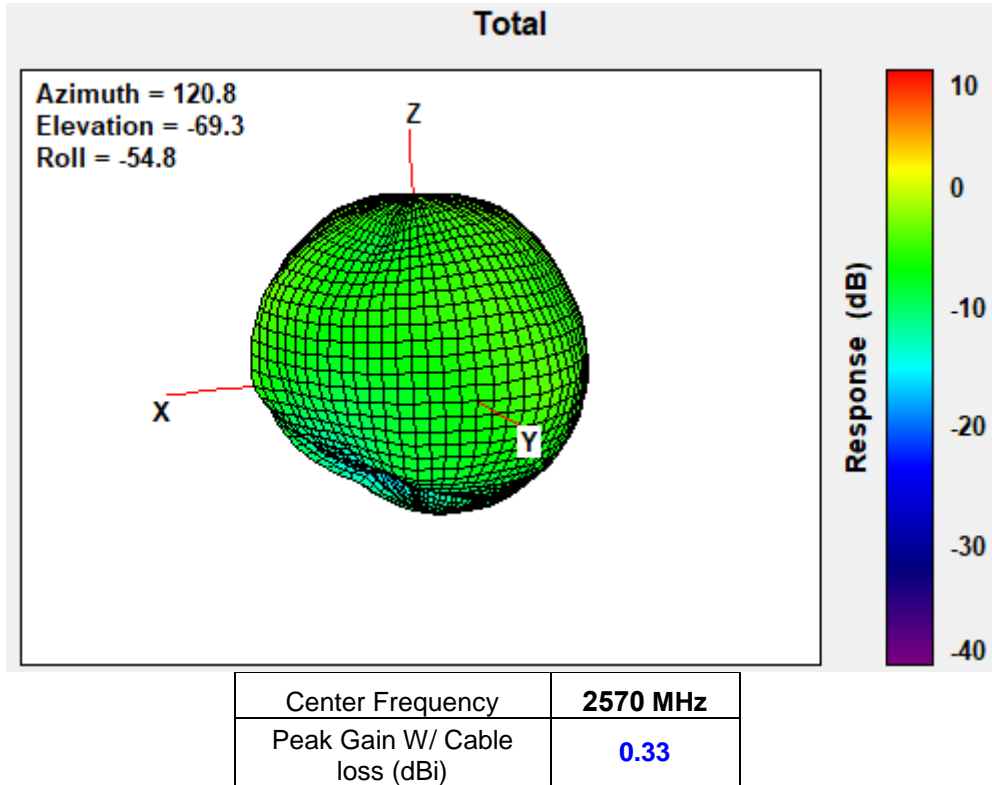 Total
Azimuth = 120.8
Elevation = -69.3
Roll = -54.8
Z
X
Y
10
0
-10
-20
-30
-40
Response (dB)
Center Frequency 2570 MHz
Peak Gain W/ Cable
loss (dBi) 0.33